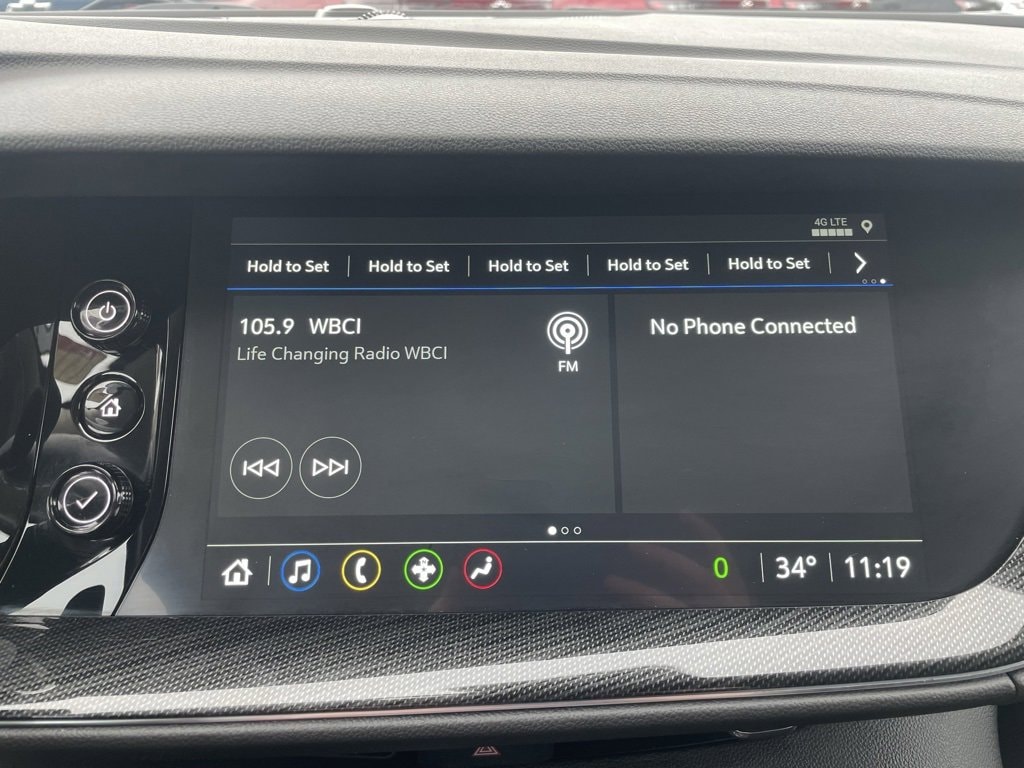 4G LTE
Hold to Set Hold to Set Hold to Set Hold to Set Hold to Set
105.9 WBCI
Life Changing Radio WBCI
FM
No Phone Connected
0 34° 11:19